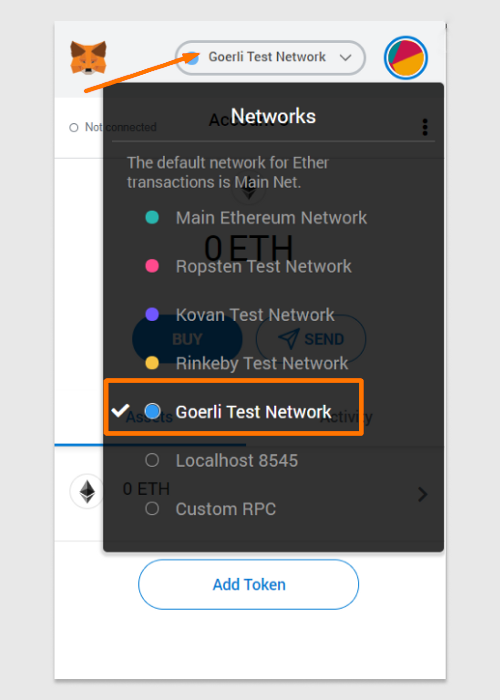 Goerli Test Network
Not connected
Networks
The default network for Ether
transactions is Main Net.
Main Ethereum Network
0 ETH
Ropsten Test Network
Kovan Test Network
BUY
SEND
Rinkeby Test Network
Goerli Test Network
Assets
Activity
Localhost 8545
0 ETH
Custom RPC
Add Token